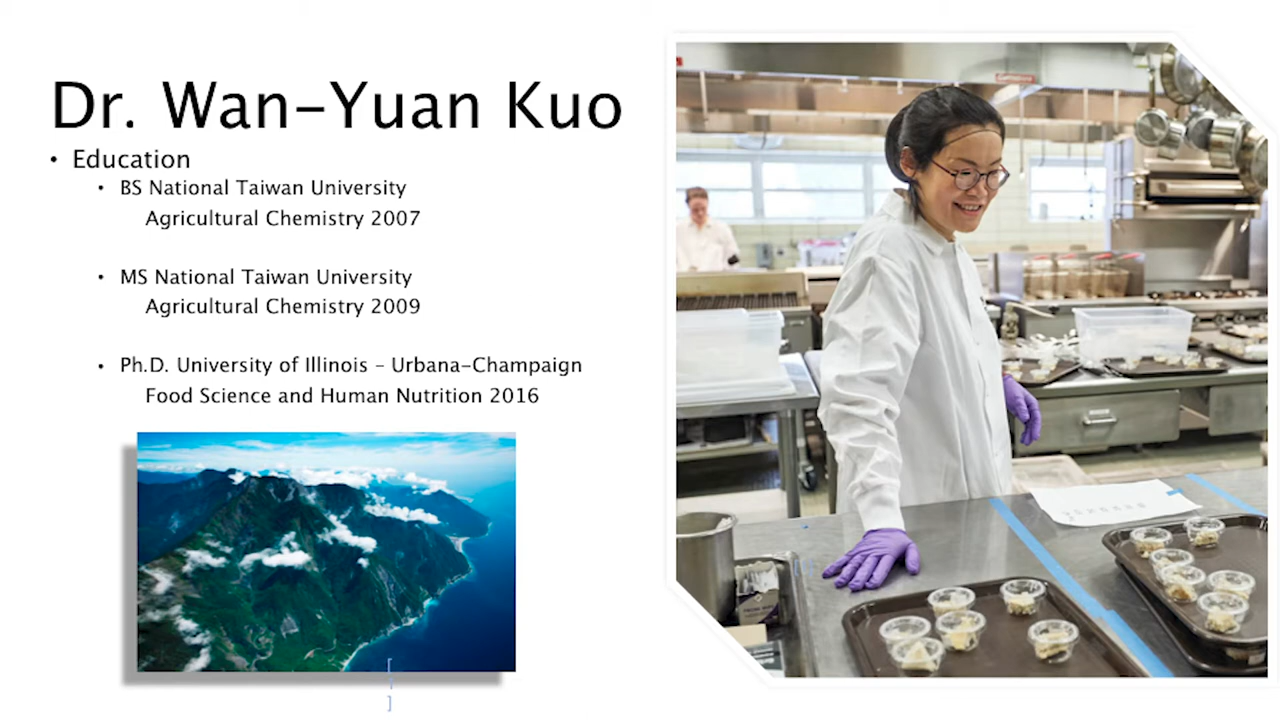 Dr. Wan-Yuan Kuo
• Education
• BS National Taiwan University
Agricultural Chemistry 2007
• MS National Taiwan University
Agricultural Chemistry 2009
• Ph.D. University of Illinois – Urbana-Champaign
Food Science and Human Nutrition 2016